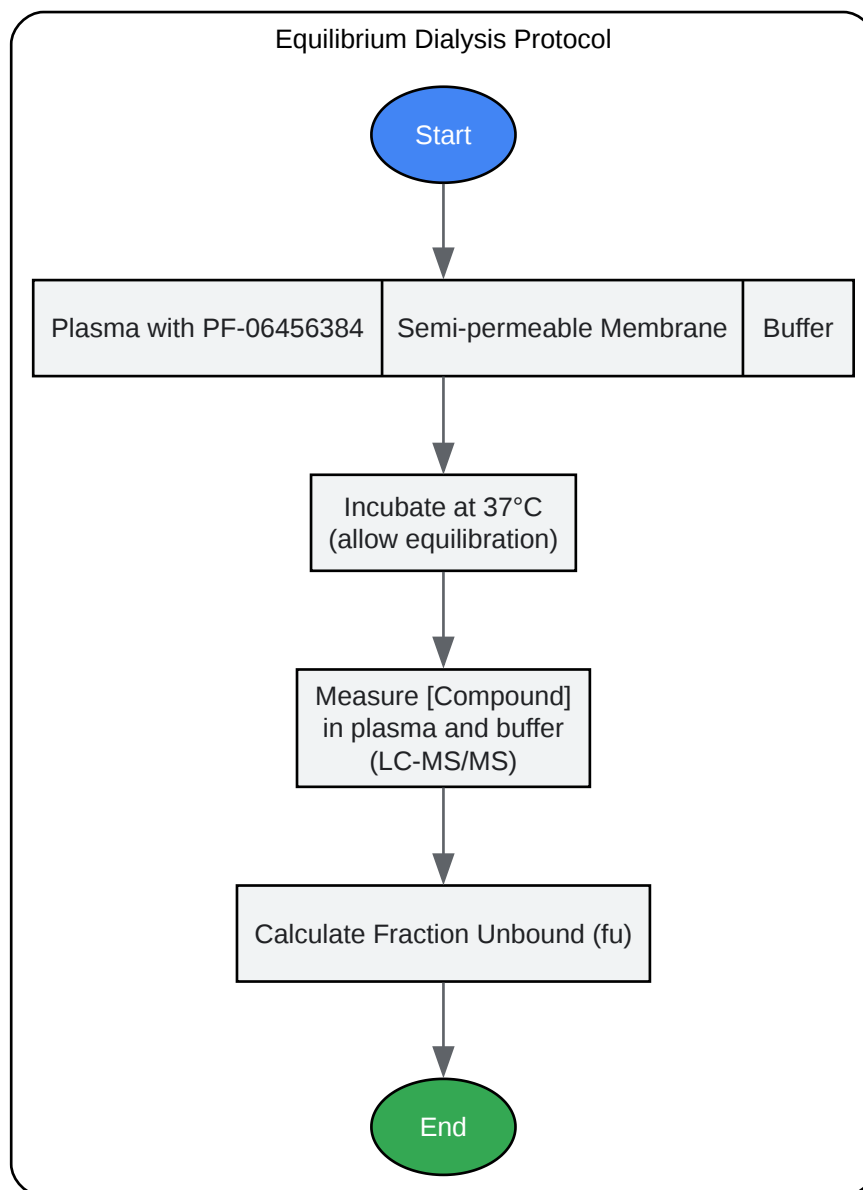 Equilibrium Dialysis Protocol
Start
Plasma with PF-06456384
Semi-permeable Membrane
Buffer
Incubate at 37°C
(allow equilibration)
Measure [Compound]
in plasma and buffer
(LC-MS/MS)
Calculate Fraction Unbound (fu)
End